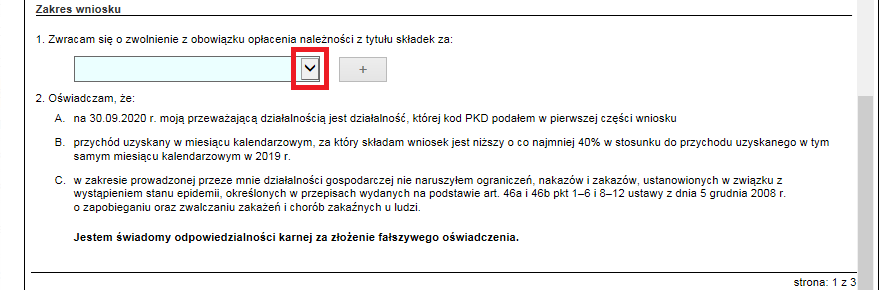 Zakres wniosku
1. Zwracam się o zwolnienie z obowiązku opłacenia należności z tytułu składek za:
+
2. Oświadczam, że:
A. na 30.09.2020 r. moją przeważającą działalnością jest działalność, której kod PKD podałem w pierwszej części wniosku
B. przychód uzyskany w miesiącu kalendarzowym, za który składam wniosek jest niższy o co najmniej 40% w stosunku do przychodu uzyskanego w tym
samym miesiącu kalendarzowym w 2019 r.
C. w zakresie prowadzonej przeze mnie działalności gospodarczej nie naruszyłem ograniczeń, nakazów i zakazów, ustanowionych w związku z
wystąpieniem stanu epidemii, określonych w przepisach wydanych na podstawie art. 46a i 46b pkt 1–6 i 8–12 ustawy z dnia 5 grudnia 2008 r.
o zapobieganiu oraz zwalczaniu zakażeń i chorób zakaźnych u ludzi.
Jestem świadomy odpowiedzialności karnej za złożenie fałszywego oświadczenia.
strona: 1 z 3